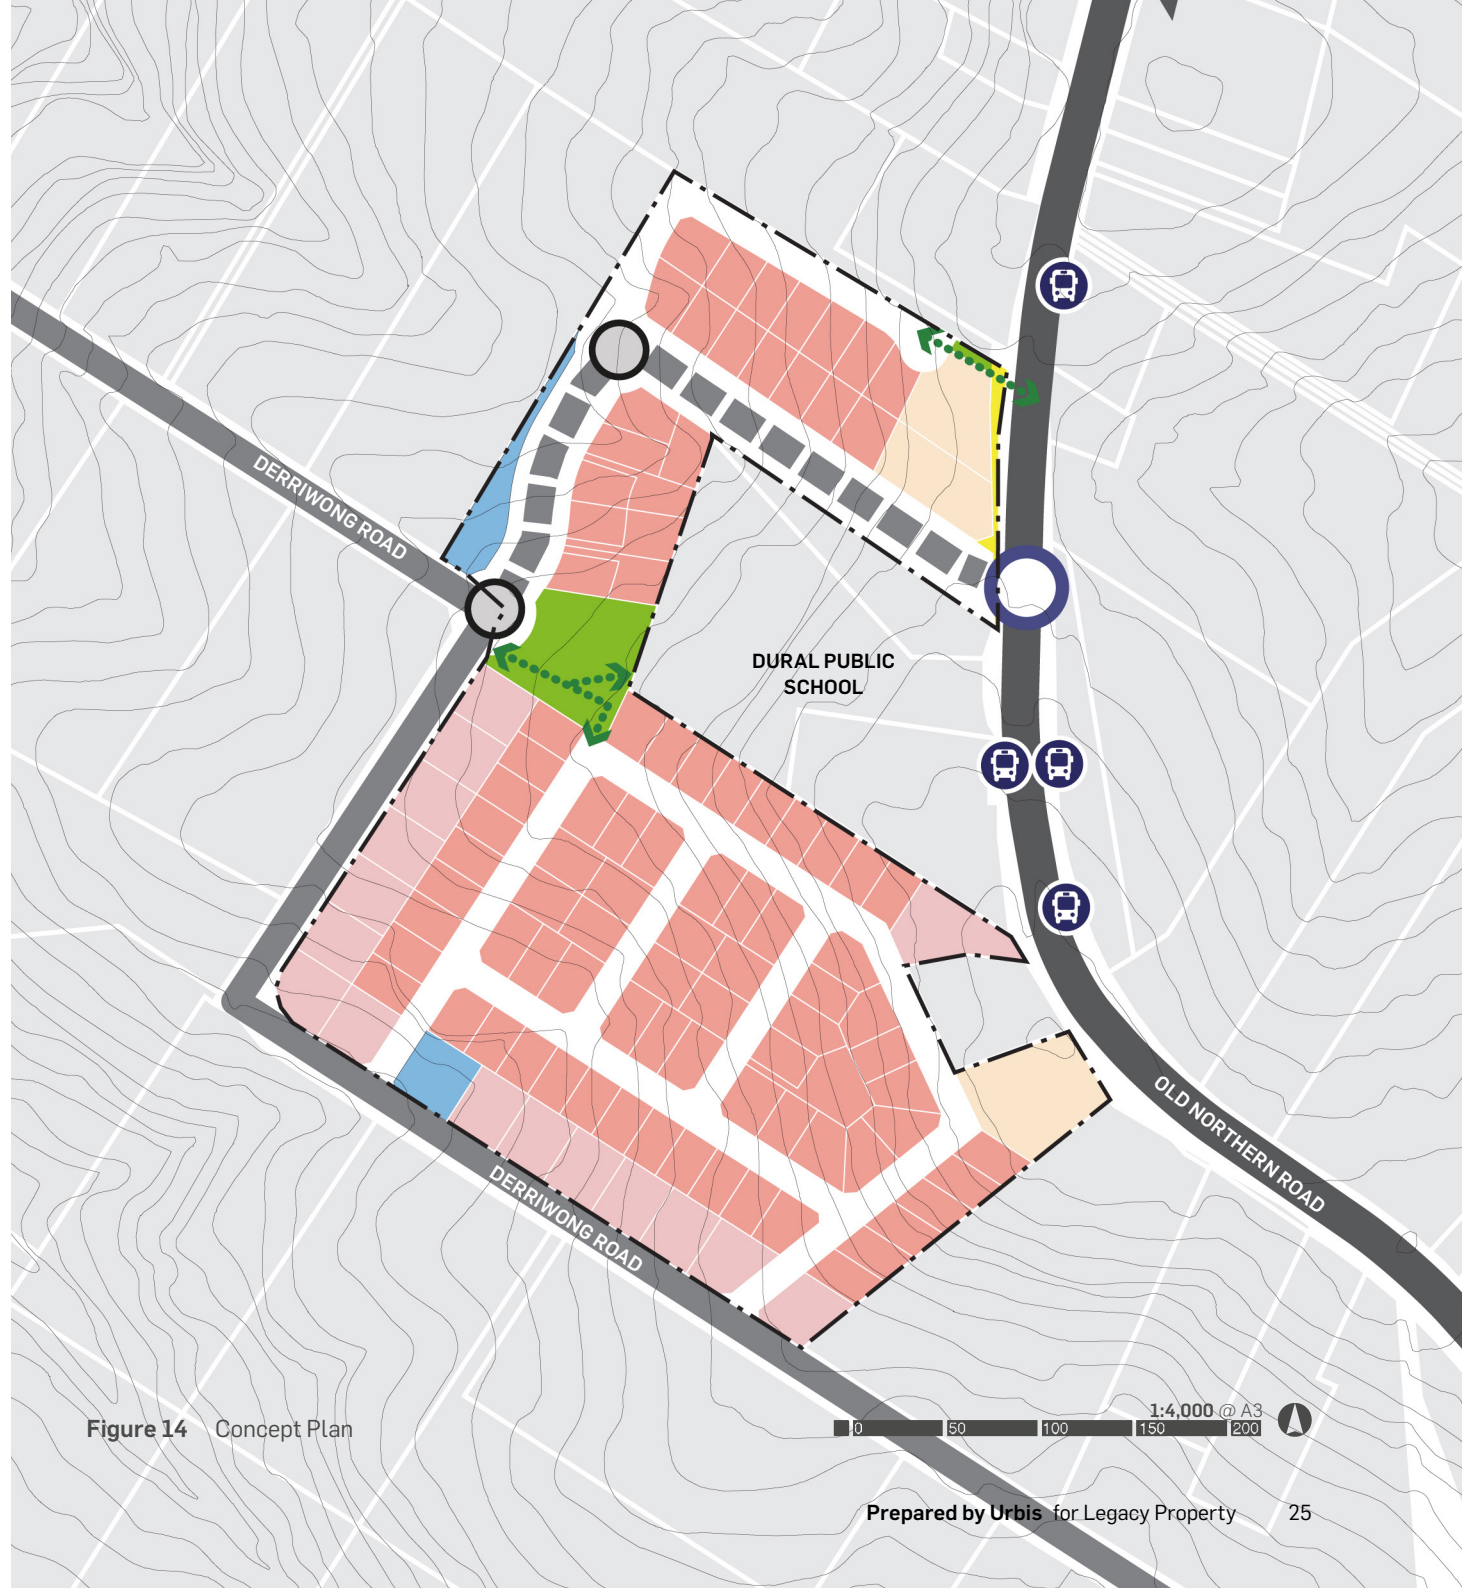 DERRIWONG ROAD
DURAL PUBLIC
SCHOOL
OLD NORTHERN ROAD
DERRIWONG ROAD
1:4,000 @ A3
0 50 100 150 200
Figure 14 Concept Plan
Prepared by Urbis for Legacy Property 25